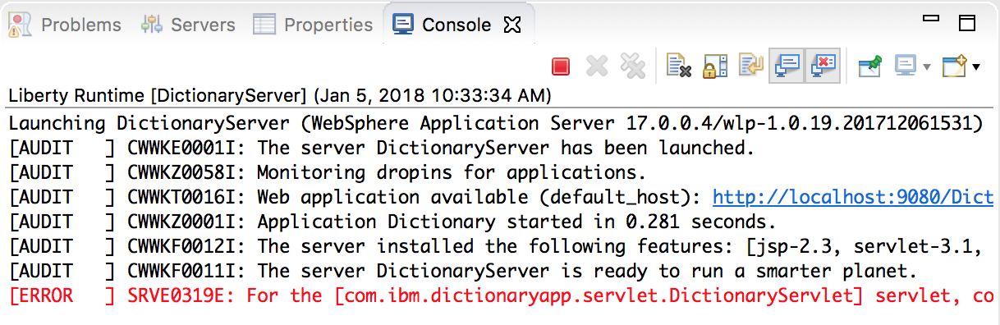 Problems Servers Properties Console
Liberty Runtime [DictionaryServer] (Jan 5, 2018 10:33:34 AM)
Launching DictionaryServer (WebSphere Application Server 17.0.0.4/wlp-1.0.19.201712061531)
[AUDIT   ] CWWKE0001I: The server DictionaryServer has been launched.
[AUDIT   ] CWWKZ0058I: Monitoring dropins for applications.
[AUDIT   ] CWWKT0016I: Web application available (default_host): http://localhost:9080/Dict
[AUDIT   ] CWWKZ0001I: Application Dictionary started in 0.281 seconds.
[AUDIT   ] CWWKF0012I: The server installed the following features: [jsp-2.3, servlet-3.1,
[AUDIT   ] CWWKF0011I: The server DictionaryServer is ready to run a smarter planet.
[ERROR   ] SRVE0319E: For the [com.ibm.dictionaryapp.servlet.DictionaryServlet] servlet, co